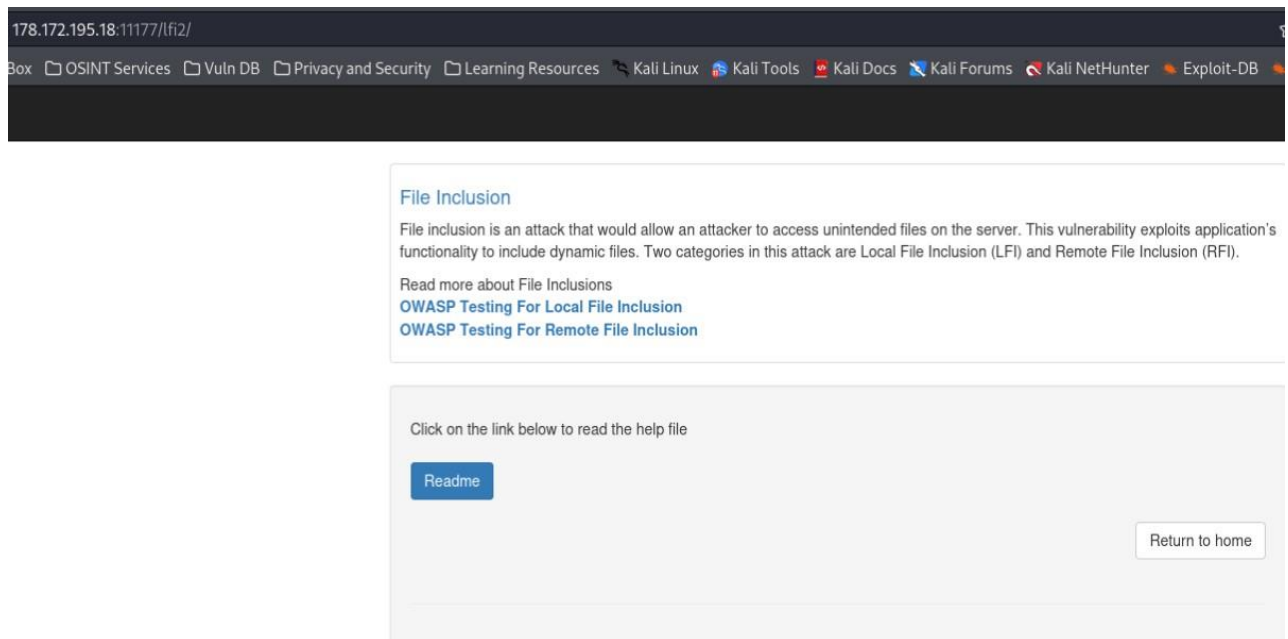 178.172.195.18:11177/lfi2/
Box OSINT Services Vuln DB Privacy and Security Learning Resources Kali Linux Kali Tools Kali Docs Kali Forums Kali NetHunter Exploit-DB
File Inclusion
File inclusion is an attack that would allow an attacker to access unintended files on the server. This vulnerability exploits application's
functionality to include dynamic files. Two categories in this attack are Local File Inclusion (LFI) and Remote File Inclusion (RFI).
Read more about File Inclusions
OWASP Testing For Local File Inclusion
OWASP Testing For Remote File Inclusion
Click on the link below to read the help file
Readme
Return to home